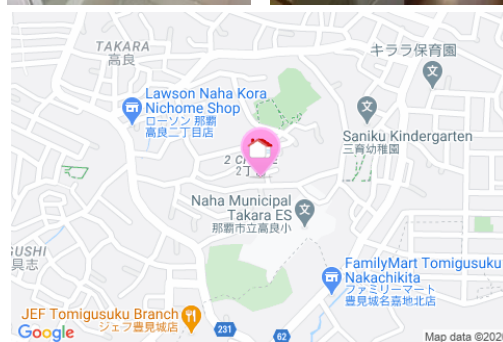 TAKARA
高良
キララ保育園
Lawson Naha Kora
Nichome Shop
ローソン 那覇
高良二丁目店
Saniku Kindergarten
三育幼稚園
2丁
Naha Municipal
Takara ES
那覇市立高良小
GUSHI
具志
FamilyMart Tomigusuku
Nakachikita
ファミリーマート
豊見城名嘉地北店
JEF Tomigusuku Branch
ジェフ豊見城店
231
62
Google
Map data ©202